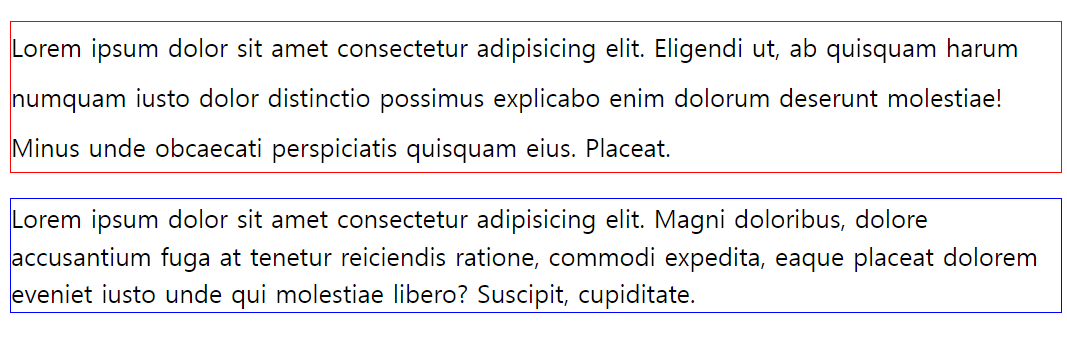 Lorem ipsum dolor sit amet consectetur adipisicing elit. Eligendi ut, ab quisquam harum
numquam iusto dolor distinctio possimus explicabo enim dolorum deserunt molestiae!
Minus unde obcaecati perspiciatis quisquam eius. Placeat.
Lorem ipsum dolor sit amet consectetur adipisicing elit. Magni doloribus, dolore
accusantium fuga at tenetur reiciendis ratione, commodi expedita, eaque placeat dolorem
eveniet iusto unde qui molestiae libero? Suscipit, cupiditate.